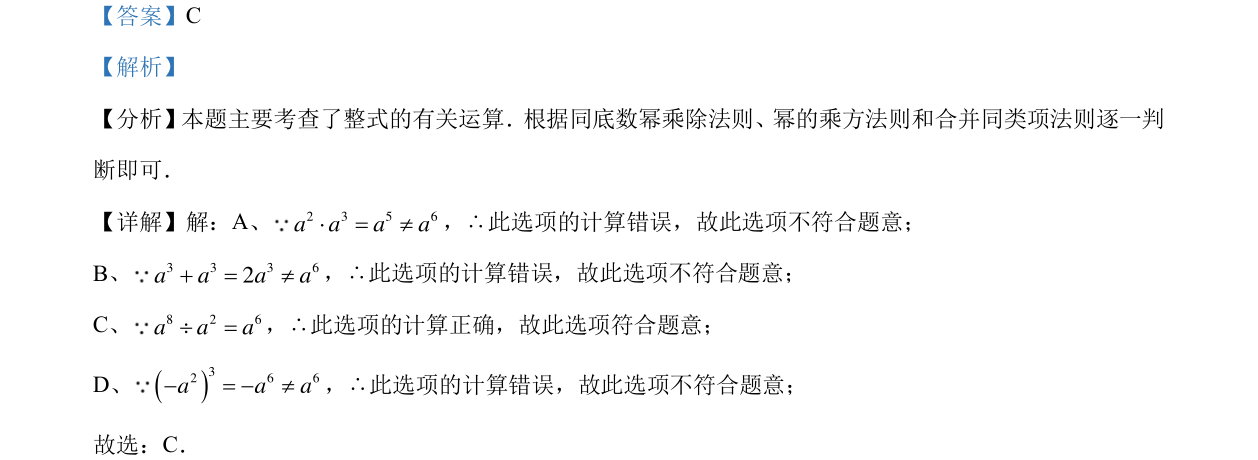 【答案】C
【解析】
【分析】本题主要考查了整式的有关运算．根据同底数幂乘除法则、幂的乘方法则和合并同类项法则逐一判
断即可．
【详解】解：A、∵a²·a³=a⁵≠a⁶，∴此选项的计算错误，故此选项不符合题意；
B、∵a³+a³=2a³≠a⁶，∴此选项的计算错误，故此选项不符合题意；
C、∵a⁸÷a²=a⁶，∴此选项的计算正确，故此选项符合题意；
D、∵(−a²)³=−a⁶≠a⁶，∴此选项的计算错误，故此选项不符合题意；
故选：C．